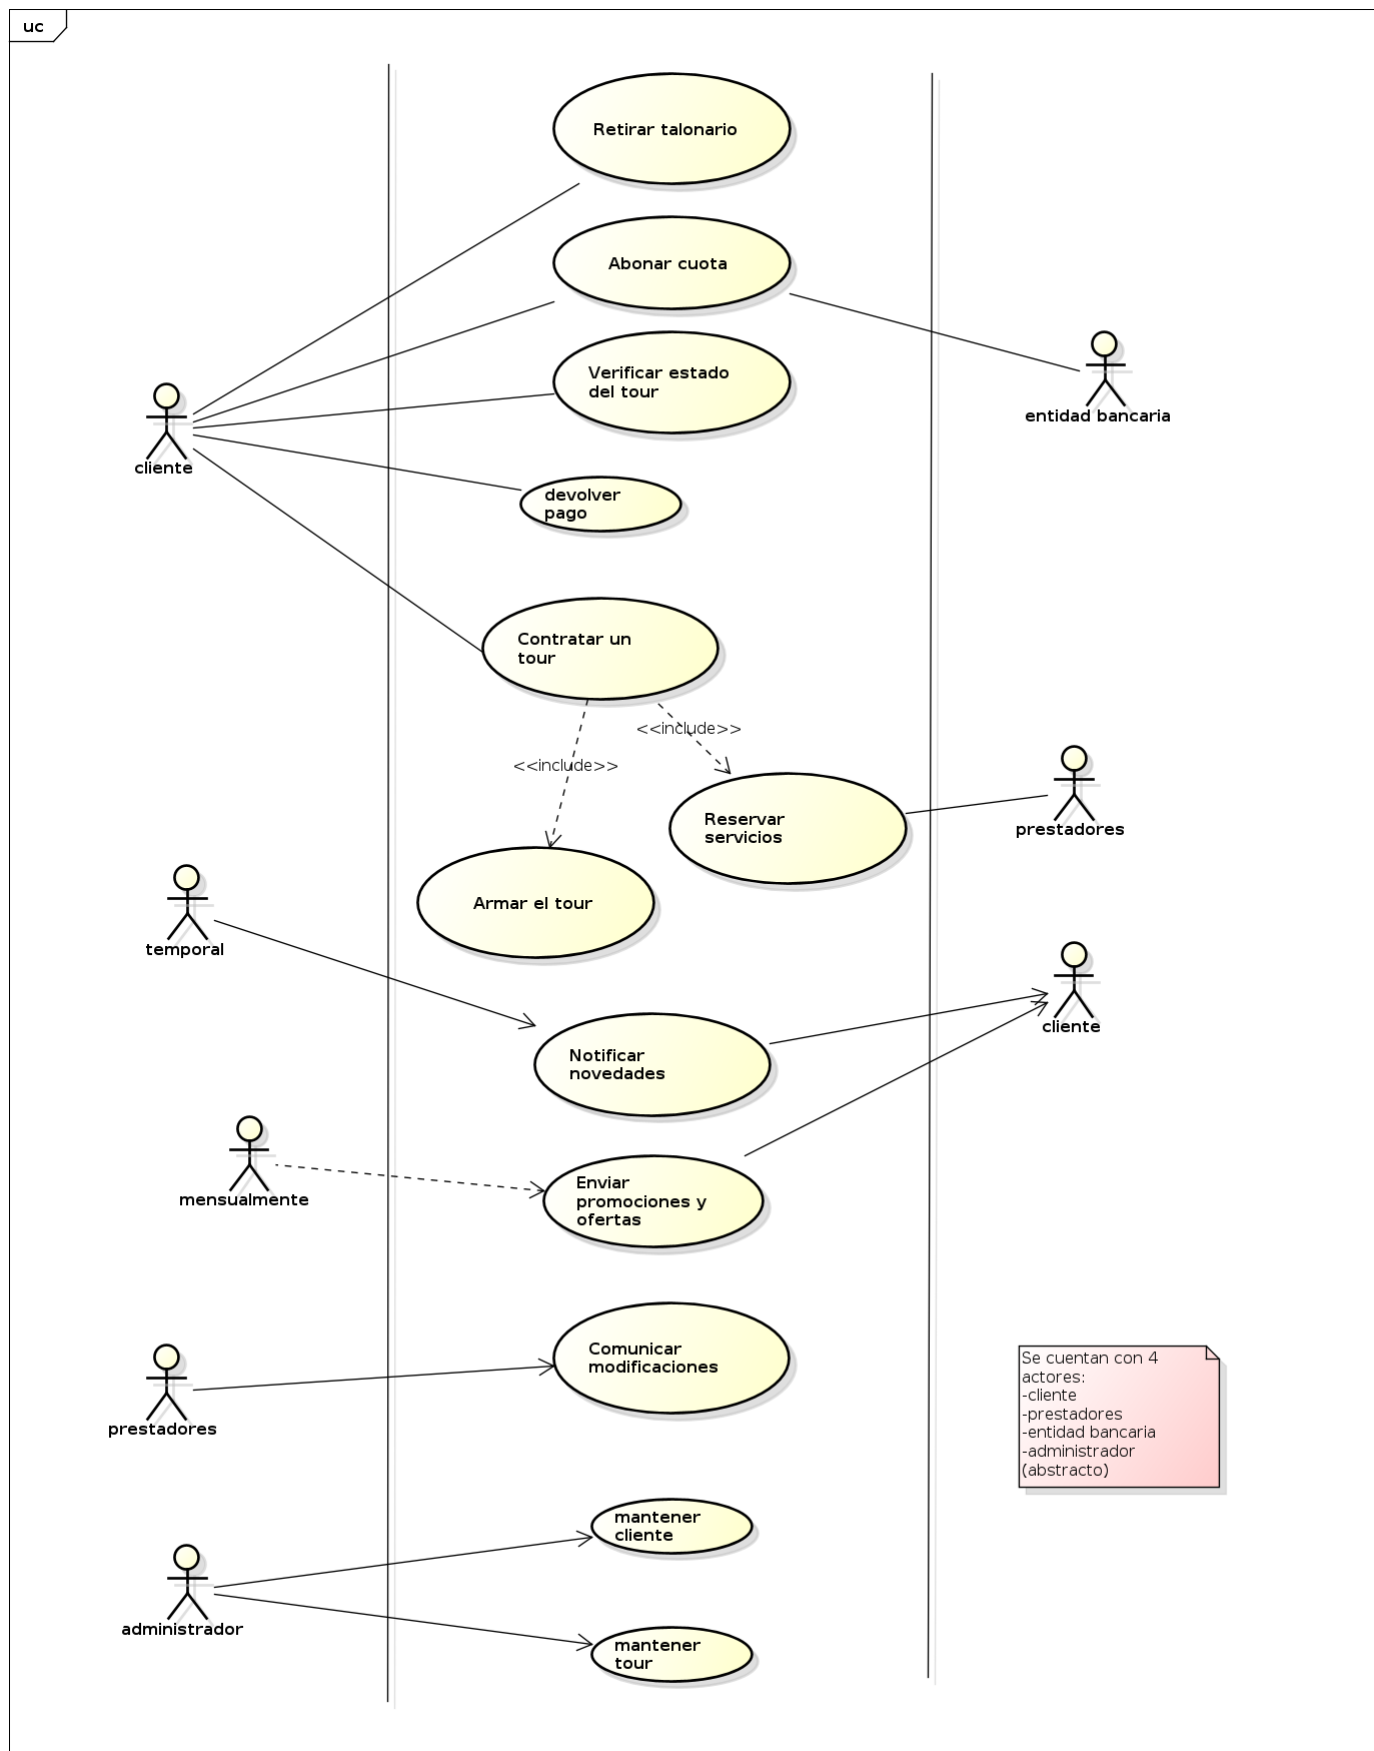 uc
Retirar talonario
Abonar cuota
Verificar estado
del tour
entidad bancaria
cliente
devolver
pago
Contratar un
tour
<<include>>
<<include>>
Reservar
servicios
prestadores
Armar el tour
temporal
cliente
Notificar
novedades
mensualmente
Enviar
promociones y
ofertas
Comunicar
modificaciones
prestadores
Se cuentan con 4
actores:
-cliente
-prestadores
-entidad bancaria
-administrador
(abstracto)
mantener
cliente
administrador
mantener
tour